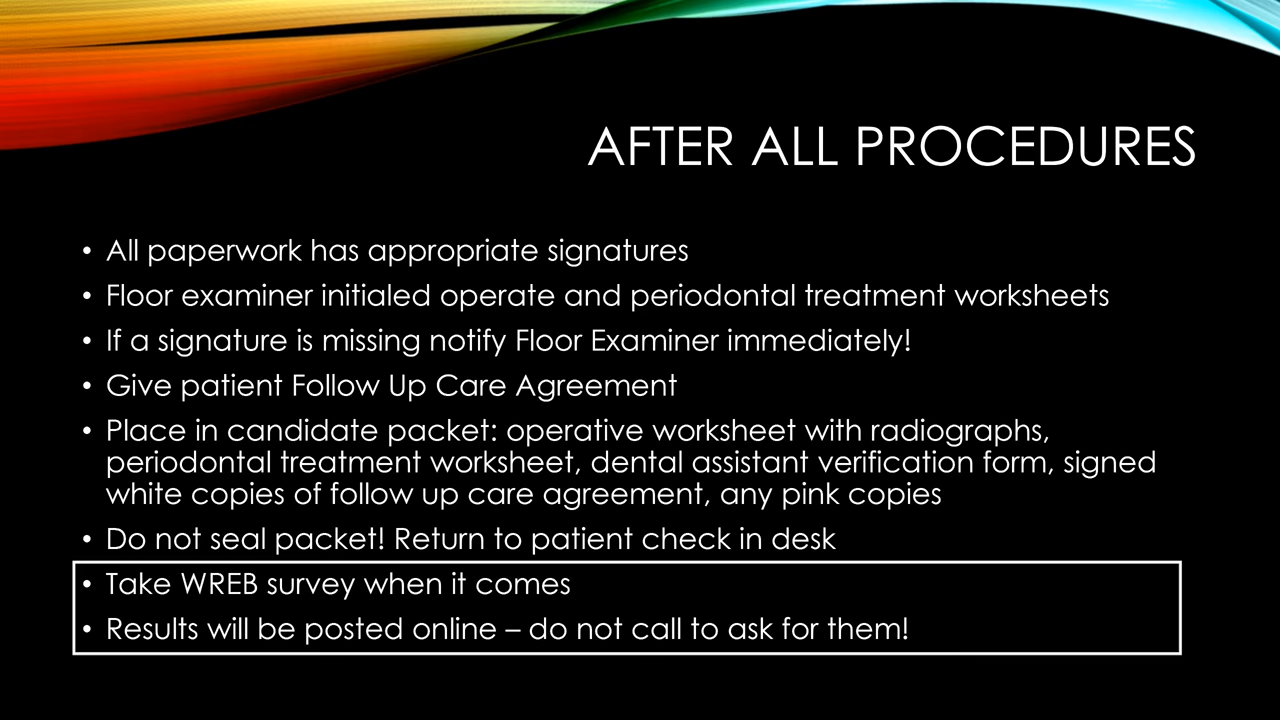 AFTER ALL PROCEDURES
• All paperwork has appropriate signatures
• Floor examiner initialed operate and periodontal treatment worksheets
• If a signature is missing notify Floor Examiner immediately!
• Give patient Follow Up Care Agreement
• Place in candidate packet: operative worksheet with radiographs,
periodontal treatment worksheet, dental assistant verification form, signed
white copies of follow up care agreement, any pink copies
• Do not seal packet! Return to patient check in desk
• Take WREB survey when it comes
• Results will be posted online – do not call to ask for them!